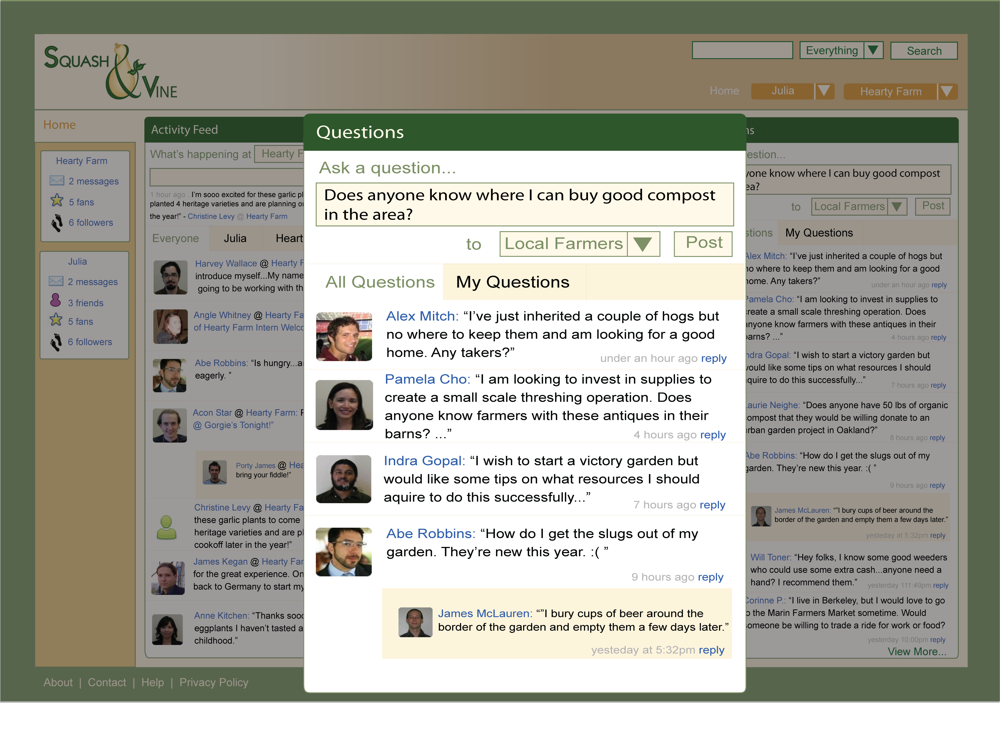 SQUASH & VINE
Everything
Search
Home
Julia
Hearty Farm
Home
Hearty Farm
2 messages
5 fans
6 followers
Julia
2 messages
3 friends
5 fans
6 followers
Activity Feed
What's happening at
Hearty F
1 hour ago ..I'm sooo excited for these garlic pl
planted 4 heritage varieties and are planning o
the year!” - Christine Levy @ Hearty Farm
Everyone
Julia
Heart
Harvey Wallace @ Hearty F
introduce myself...My name
going to be working with th
Angle Whitney @ Hearty Fa
of Hearty Farm Intern Welco
Abe Robbins: “Is hungry...a
eagerly. ”
Acon Star @ Hearty Farm: F
@ Gorgie's Tonight!”
Porty James @ Hea
bring your fiddle!”
Christine Levy @ Hearty Fa
these garlic plants to come
heritage varieties and are pl
cookoff later in the year!”
James Kegan @ Hearty Far
for the great experience. On
back to Germany to start my
Anne Kitchen: “Thanks sooo
eggplants I haven't tasted a
childhood.”
Questions
Ask a question...
Does anyone know where I can buy good compost
in the area?
to
Local Farmers
Post
All Questions
My Questions
Alex Mitch: “I've just inherited a couple of hogs but
no where to keep them and am looking for a good
home. Any takers?”
under an hour ago reply
Pamela Cho: “I am looking to invest in supplies to
create a small scale threshing operation. Does
anyone know farmers with these antiques in their
barns? ...”
4 hours ago reply
Indra Gopal: “I wish to start a victory garden but
would like some tips on what resources I should
aquire to do this successfully...”
7 hours ago reply
Abe Robbins: “How do I get the slugs out of my
garden. They're new this year. :( ”
9 hours ago reply
James McLauren: “”I bury cups of beer around the
border of the garden and empty them a few days later.”
yesteday at 5:32pm reply
ns
estion...
yone know where I can buy good compost
ea?
to
Local Farmers
Post
stions
My Questions
Alex Mitch: “I've just inherited a couple of hogs but
no where to keep them and am looking for a good
home. Any takers?”
under an hour ago reply
Pamela Cho: “I am looking to invest in supplies to
create a small scale threshing operation. Does
anyone know farmers with these antiques in their
barns? ...”
4 hours ago reply
ndra Gopal: “I wish to start a victory garden but
would like some tips on what resources I should
quire to do this successfully...”
7 hours ago reply
Laurie Neighe: “Does anyone have 50 lbs of organic
compost that they would be willing donate to an
urban garden project in Oakland?”
8 hours ago reply
Abe Robbins: “How do I get the slugs out of my
garden. They're new this year. :( ”
9 hours ago reply
James McLauren: “”I bury cups of beer around the
border of the garden and empty them a few days later.”
yesteday at 5:32pm reply
Will Toner: “Hey folks, I know some good weeders
who could use some extra cash...anyone need a
hand? I recommend them.”
yesterday 111:49pm reply
Corinne P.: “I live in Berkeley, but I would love to go
o the Marin Farmers Market sometime. Would
someone be willing to trade a ride for work or food?
yesterday 10:00pm reply
View More...
About | Contact | Help | Privacy Policy